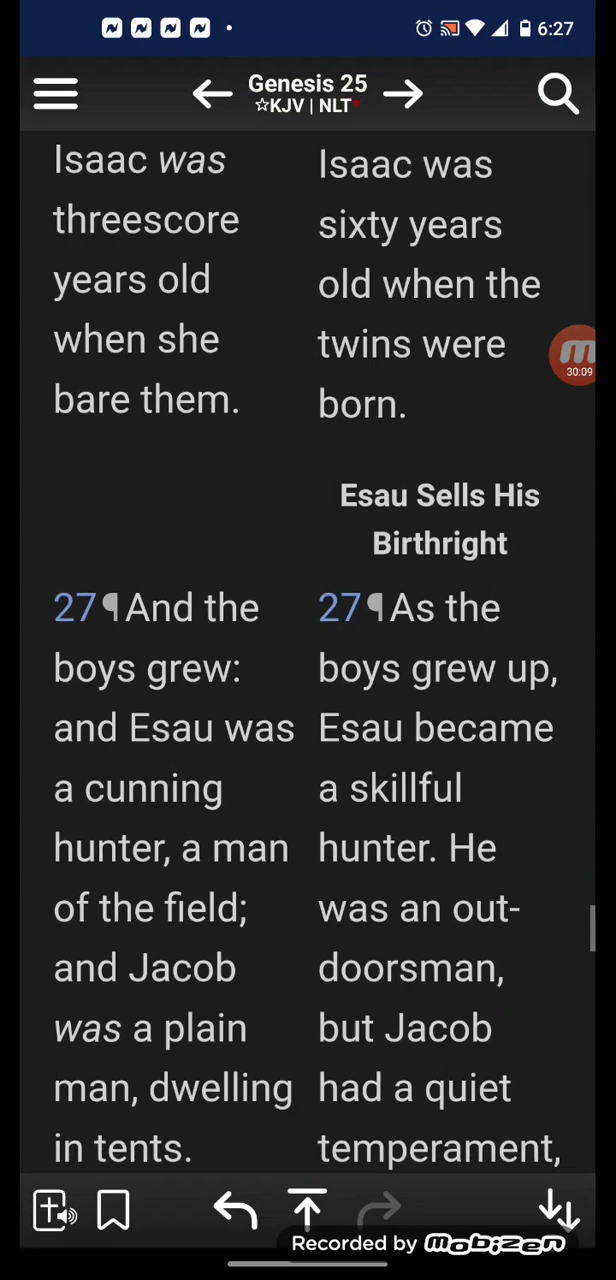 6:27
Genesis 25
☆KJV | NLT*
Isaac was
threescore
years old
when she
bare them.
27 ¶And the
boys grew:
and Esau was
a cunning
hunter, a man
of the field;
and Jacob
was a plain
man, dwelling
in tents.
Isaac was
sixty years
old when the
twins were
born.
Esau Sells His
Birthright
27 ¶As the
boys grew up,
Esau became
a skillful
hunter. He
was an out-
doorsman,
but Jacob
had a quiet
temperament,
30:09
Recorded by mobizen